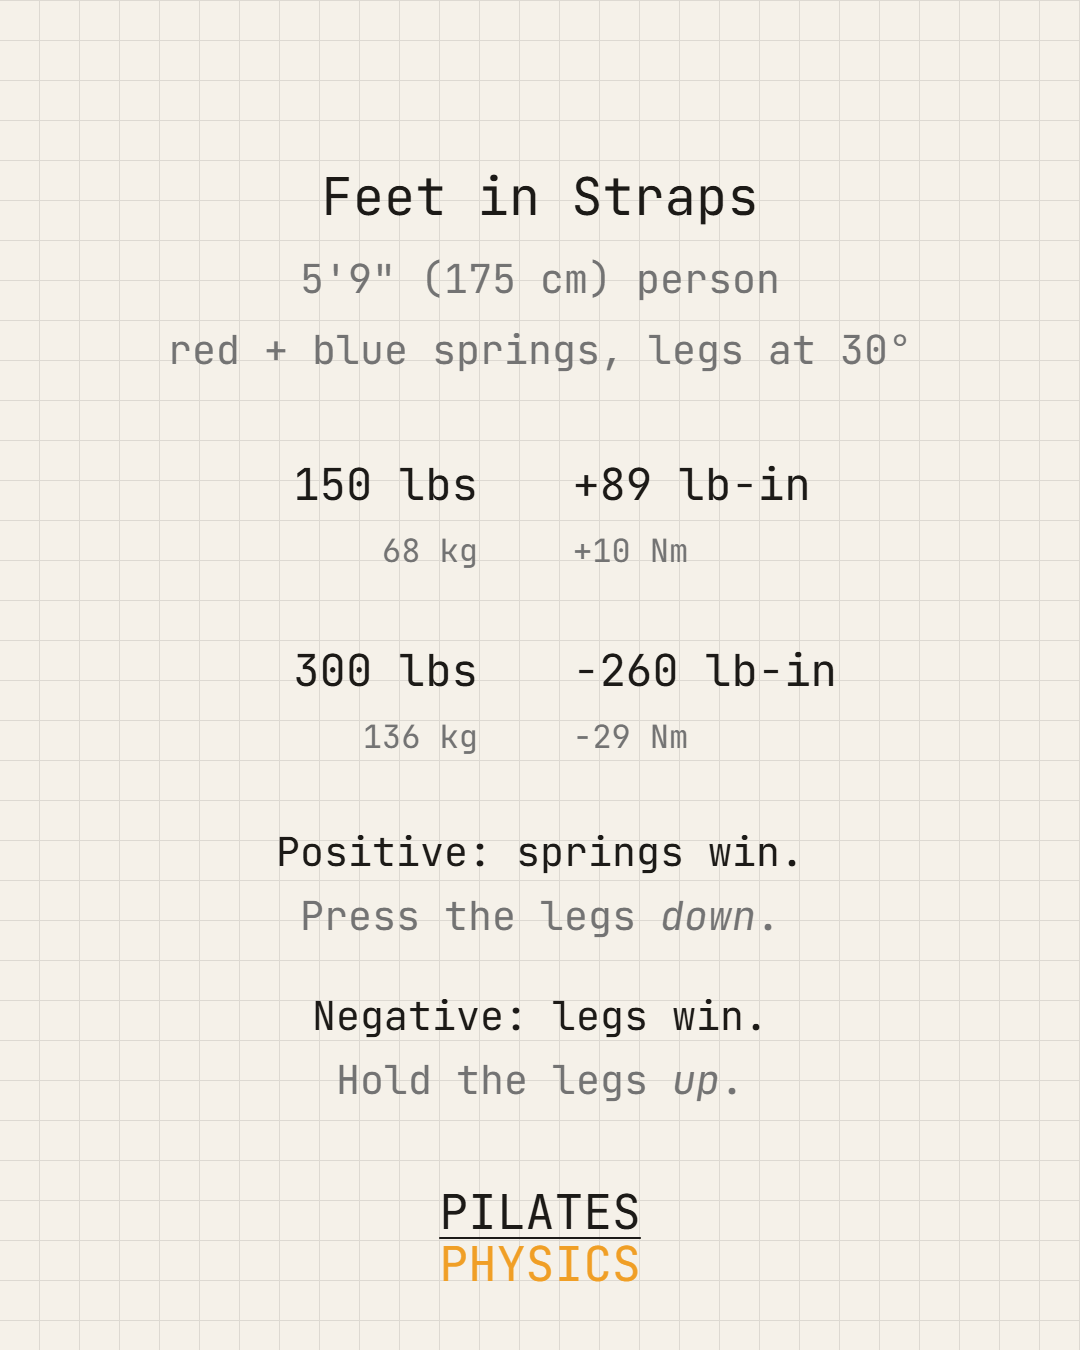 Feet in Straps
5'9" (175 cm) person
red + blue springs, legs at 30°
150 lbs +89 lb-in
68 kg +10 Nm
300 lbs -260 lb-in
136 kg -29 Nm
Positive: springs win.
Press the legs down.
Negative: legs win.
Hold the legs up.
PILATES
PHYSICS